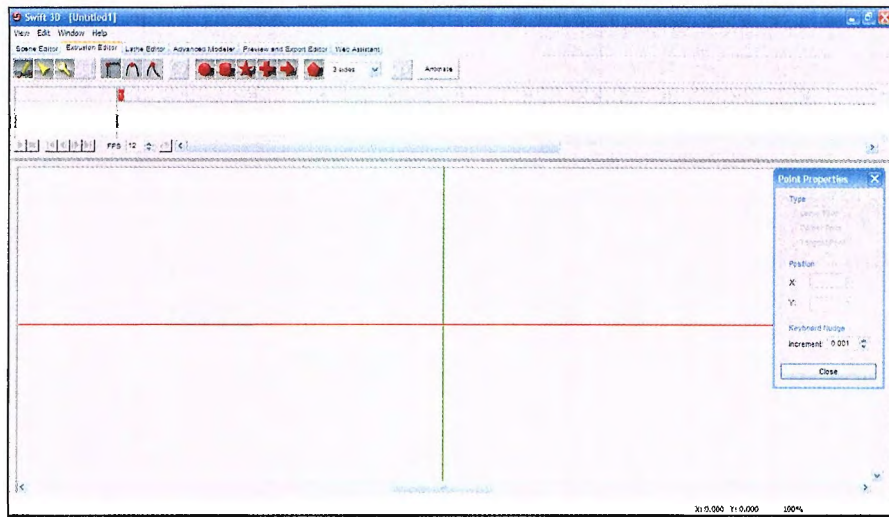 Swift 3D - [Untitled1]
View Edit Window Help
Scene Editor Extrusion Editor Lathe Editor Advanced Modeler Preview and Export Editor Web Assistant
3 sides Animate
FPS 12
Point Properties
Type
Corner Point
Position
X:
Y:
Keyboard Nudge
Increment: 0.001
Close
X: 0.000 Y: 0.000 100%